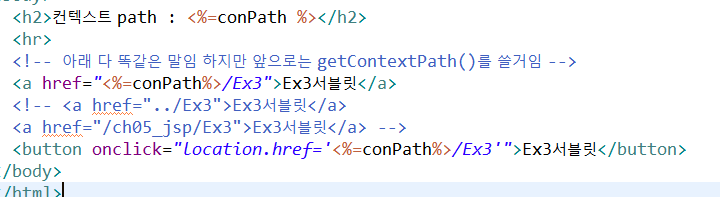 <h2>컨텍스트 path : <%=conPath %></h2>
<hr>
<!-- 아래 다 똑같은 말임 하지만 앞으로는 getContextPath()를 쓸거임 -->
<a href="<%=conPath%>/Ex3">Ex3서블릿</a>
<!-- <a href="../Ex3">Ex3서블릿</a>
<a href="/ch05_jsp/Ex3">Ex3서블릿</a> -->
<button onclick="location.href='<%=conPath%>/Ex3'">Ex3서블릿</button>
</body>
</html>